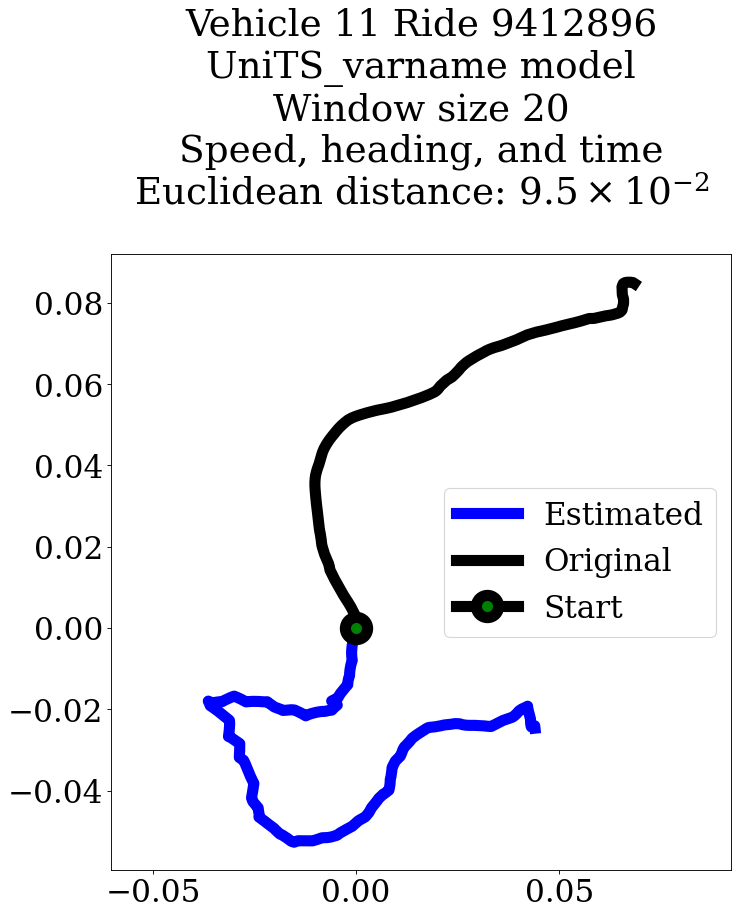 Vehicle 11 Ride 9412896
UniTS_varname model
Window size 20
Speed, heading, and time
Euclidean distance: 9.5 × 10⁻²
0.08
0.06
0.04
0.02
0.00
−0.02
−0.04
Estimated
Original
Start
−0.05 0.00 0.05